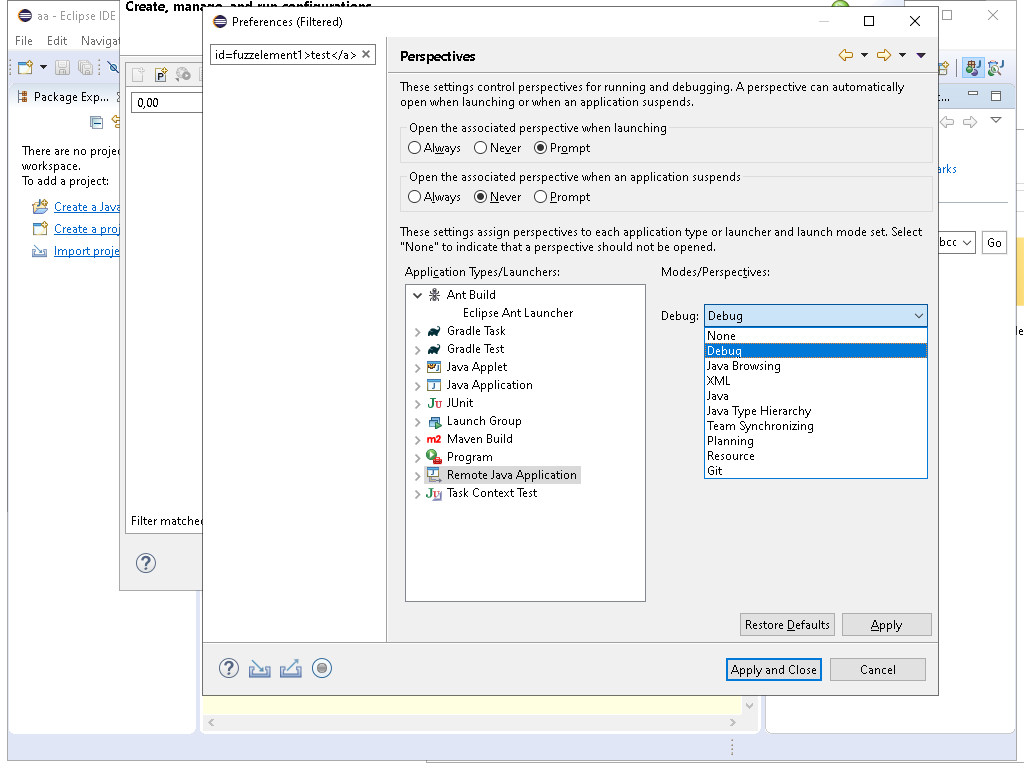 Create, manage, and run configurations
aa - Eclipse IDE
File Edit Navigat
Package Exp...
0,00
There are no projec
workspace.
To add a project:
Create a Java
Create a proj
Import proje
Filter matched
Preferences (Filtered)
id=fuzzelement1>test</a>
Perspectives
These settings control perspectives for running and debugging. A perspective can automatically
open when launching or when an application suspends.
Open the associated perspective when launching
Always Never Prompt
Open the associated perspective when an application suspends
Always Never Prompt
These settings assign perspectives to each application type or launcher and launch mode set. Select
"None" to indicate that a perspective should not be opened.
Application Types/Launchers:
Ant Build
Eclipse Ant Launcher
Gradle Task
Gradle Test
Java Applet
Java Application
JUnit
Launch Group
Maven Build
Program
Remote Java Application
Task Context Test
Modes/Perspectives:
Debug: Debug
None
Debug
Java Browsing
XML
Java
Java Type Hierarchy
Team Synchronizing
Planning
Resource
Git
Restore Defaults Apply
Apply and Close Cancel
arks
Go